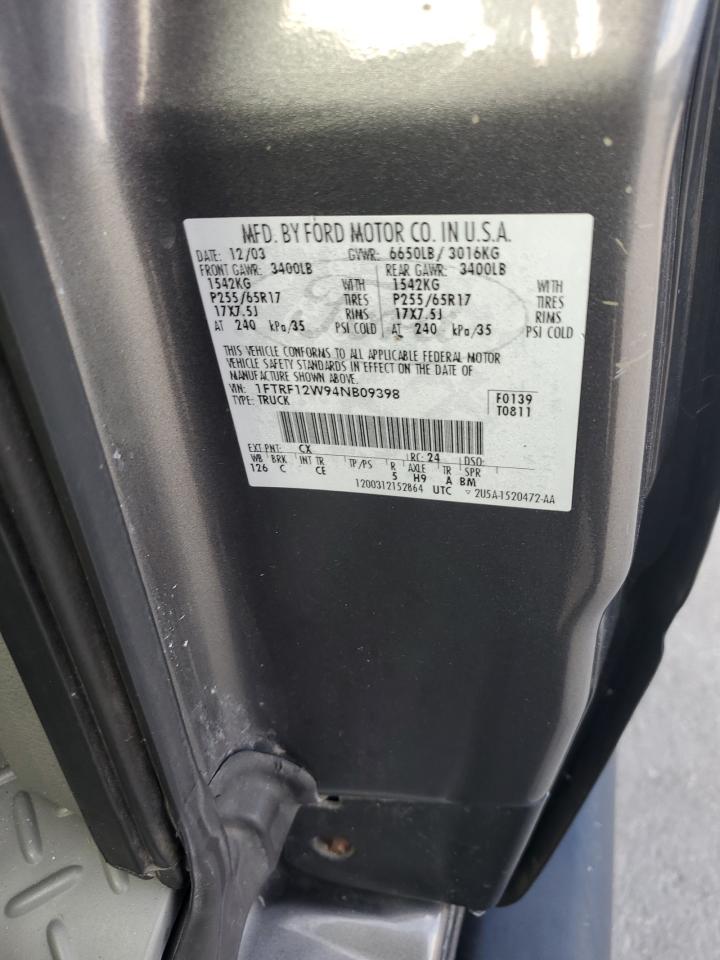 MFD. BY FORD MOTOR CO. IN U.S.A.
DATE: 12/03 GVWR: 6650LB/ 3016KG
FRONT GAWR: 3400LB REAR GAWR: 3400LB
1542KG WITH 1542KG WITH
P255/65R17 TIRES P255/65R17 TIRES
17X7.5J RIMS 17X7.5J RIMS
AT 240 kPa/35 PSI COLD AT 240 kPa/35 PSI COLD
Ford
THIS VEHICLE CONFORMS TO ALL APPLICABLE FEDERAL MOTOR
VEHICLE SAFETY STANDARDS IN EFFECT ON THE DATE OF
MANUFACTURE SHOWN ABOVE.
VIN: 1FTRF12W94NB09398 F0139
TYPE: TRUCK T0811
EXT PNT: CX RC: 24 DSO:
WB BRK INT TR TP/PS R AXLE TR SPR
126 C CE 5 H9 A BM
1200312152864 UTC ▽ 2U5A-1520472-AA